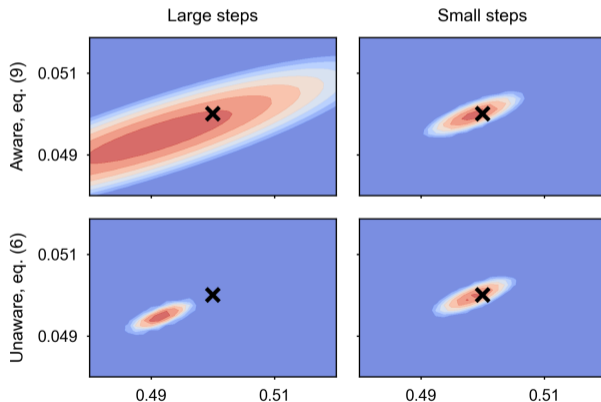 Large steps
Small steps
Aware, eq. (9)
0.051
0.049
Unaware, eq. (6)
0.051
0.049
0.49
0.51
0.49
0.51